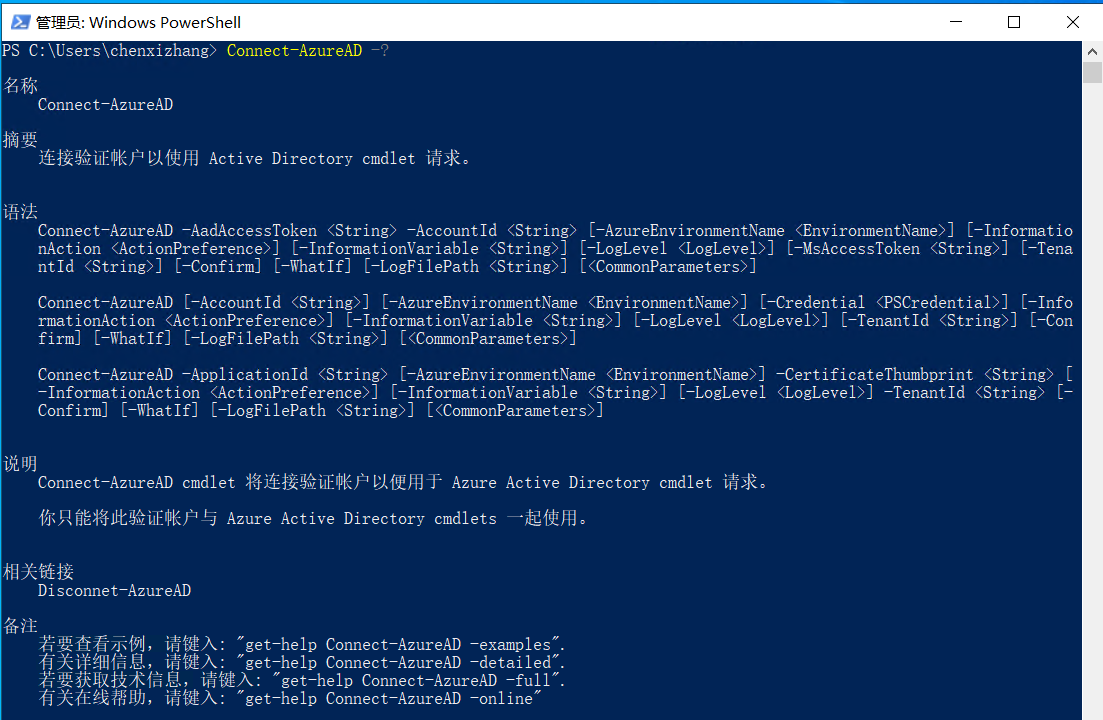 管理员: Windows PowerShell
PS C:\Users\chenxizhang> Connect-AzureAD -?
名称
Connect-AzureAD
摘要
连接验证帐户以使用 Active Directory cmdlet 请求。
语法
Connect-AzureAD -AadAccessToken <String> -AccountId <String> [-AzureEnvironmentName <EnvironmentName>] [-Informatio
nAction <ActionPreference>] [-InformationVariable <String>] [-LogLevel <LogLevel>] [-MsAccessToken <String>] [-Tena
ntId <String>] [-Confirm] [-WhatIf] [-LogFilePath <String>] [<CommonParameters>]
Connect-AzureAD [-AccountId <String>] [-AzureEnvironmentName <EnvironmentName>] [-Credential <PSCredential>] [-Info
rmationAction <ActionPreference>] [-InformationVariable <String>] [-LogLevel <LogLevel>] [-TenantId <String>] [-Con
firm] [-WhatIf] [-LogFilePath <String>] [<CommonParameters>]
Connect-AzureAD -ApplicationId <String> [-AzureEnvironmentName <EnvironmentName>] -CertificateThumbprint <String> [
-InformationAction <ActionPreference>] [-InformationVariable <String>] [-LogLevel <LogLevel>] -TenantId <String> [-
Confirm] [-WhatIf] [-LogFilePath <String>] [<CommonParameters>]
说明
Connect-AzureAD cmdlet 将连接验证帐户以便用于 Azure Active Directory cmdlet 请求。
你只能将此验证帐户与 Azure Active Directory cmdlets 一起使用。
相关链接
Disconnet-AzureAD
备注
若要查看示例，请键入: "get-help Connect-AzureAD -examples".
有关详细信息，请键入: "get-help Connect-AzureAD -detailed".
若要获取技术信息，请键入: "get-help Connect-AzureAD -full".
有关在线帮助，请键入: "get-help Connect-AzureAD -online"